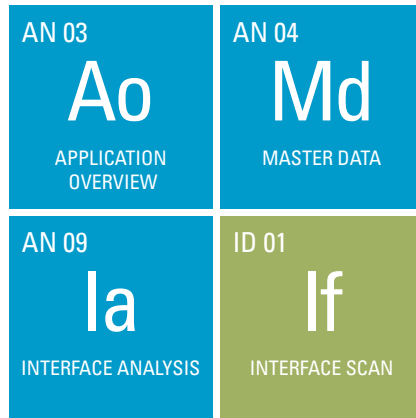 AN 03
Ao
APPLICATION
OVERVIEW
AN 04
Md
MASTER DATA
AN 09
Ia
INTERFACE ANALYSIS
ID 01
If
INTERFACE SCAN